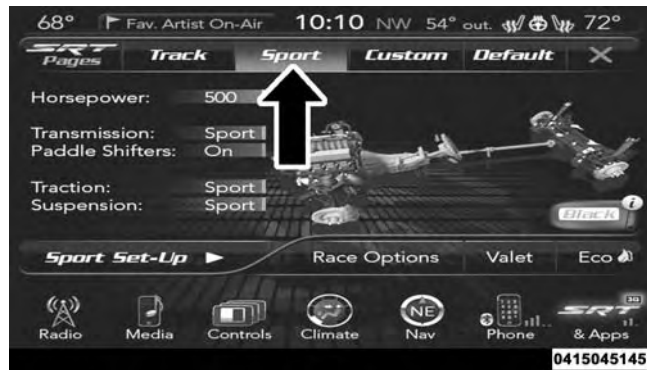 68° Fav. Artist On-Air 10:10 NW 54° out. 72°
SRT Pages Track Sport Custom Default
Horsepower: 500
Transmission: Sport
Paddle Shifters: On
Traction: Sport
Suspension: Sport
Black i
Sport Set-Up Race Options Valet Eco
NE 3G SRT
Radio Media Controls Climate Nav Phone & Apps
0415045145